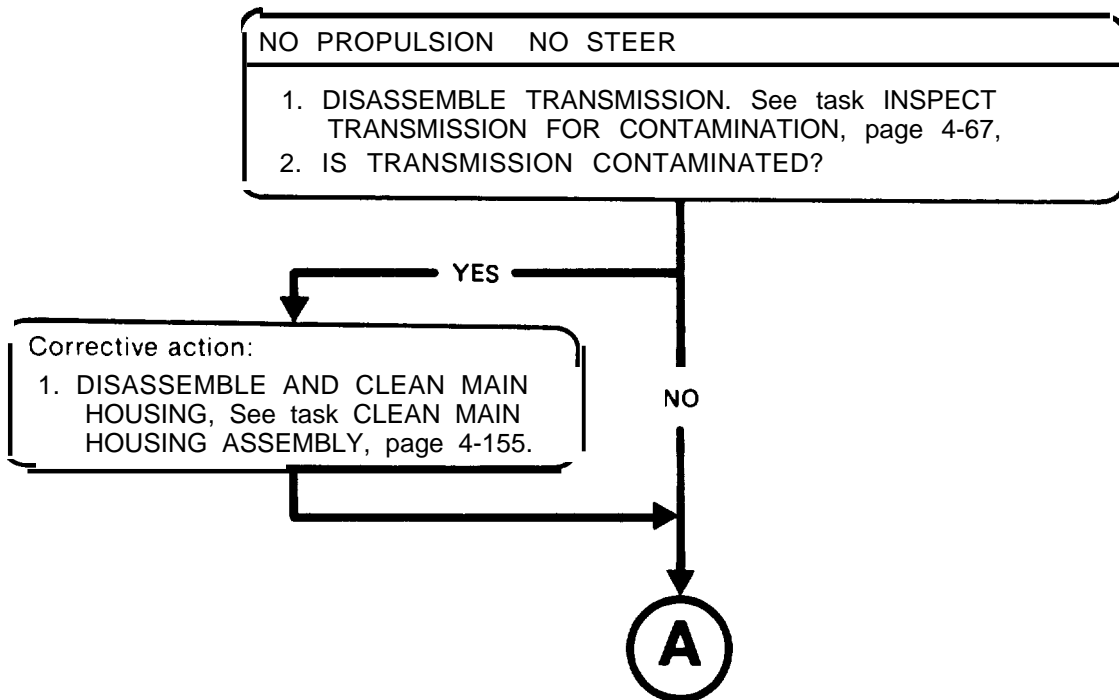 NO PROPULSION NO STEER
1. DISASSEMBLE TRANSMISSION. See task INSPECT
TRANSMISSION FOR CONTAMINATION, page 4-67,
2. IS TRANSMISSION CONTAMINATED?
YES
Corrective action:
1. DISASSEMBLE AND CLEAN MAIN
HOUSING, See task CLEAN MAIN
HOUSING ASSEMBLY, page 4-155.
NO
A